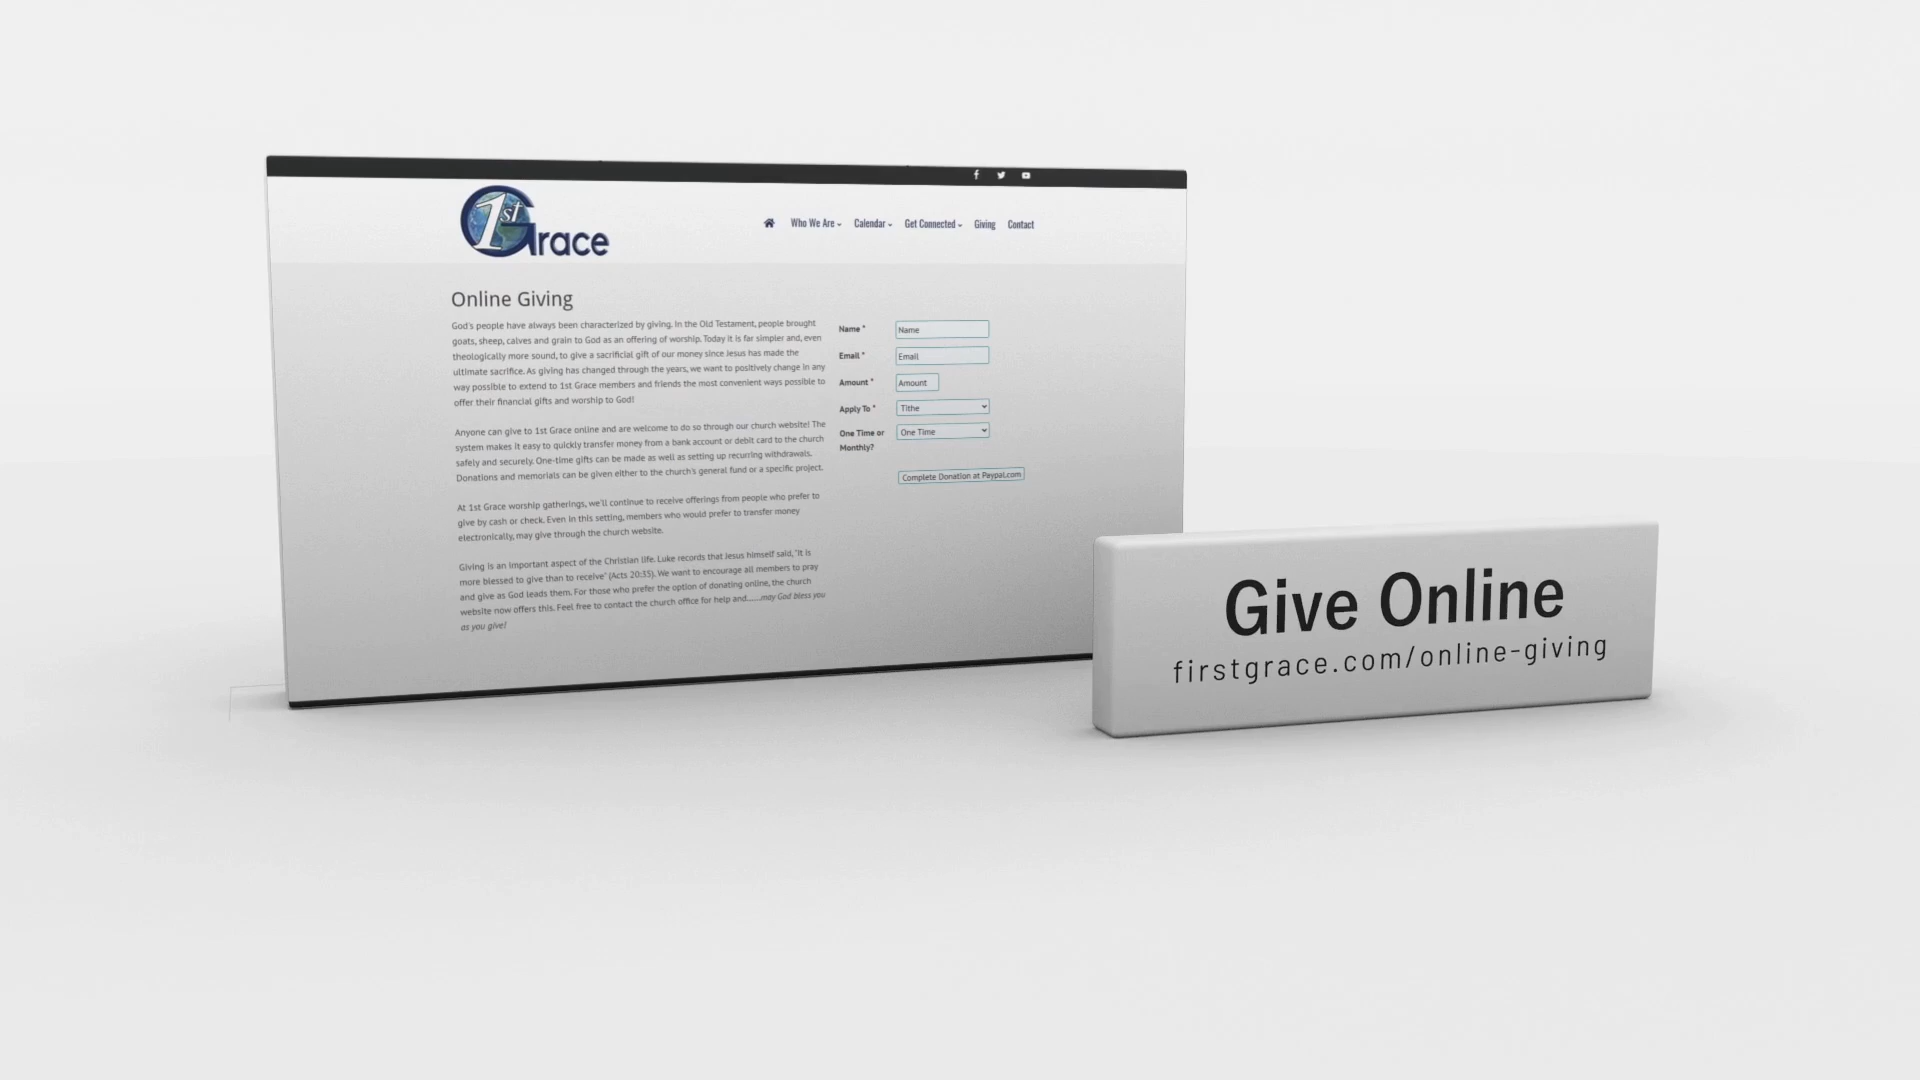 1st Grace
Who We Are
Calendar
Get Connected
Giving
Contact
Online Giving
God's people have always been characterized by giving. In the Old Testament, people brought
goats, sheep, calves and grain to God as an offering of worship. Today it is far simpler and, even
theologically more sound, to give a sacrificial gift of our money since Jesus has made the
ultimate sacrifice. As giving has changed through the years, we want to positively change in any
way possible to extend to 1st Grace members and friends the most convenient ways possible to
offer their financial gifts and worship to God!
Anyone can give to 1st Grace online and are welcome to do so through our church website! The
system makes it easy to quickly transfer money from a bank account or debit card to the church
safely and securely. One-time gifts can be made as well as setting up recurring withdrawals.
Donations and memorials can be given either to the church's general fund or a specific project.
At 1st Grace worship gatherings, we'll continue to receive offerings from people who prefer to
give by cash or check. Even in this setting, members who would prefer to transfer money
electronically, may give through the church website.
Giving is an important aspect of the Christian life. Luke records that Jesus himself said, "It is
more blessed to give than to receive" (Acts 20:35). We want to encourage all members to pray
and give as God leads them. For those who prefer the option of donating online, the church
website now offers this. Feel free to contact the church office for help and......may God bless you
as you give!
Name * Name
Email * Email
Amount * Amount
Apply To * Tithe
One Time or One Time
Monthly?
Complete Donation at Paypal.com
Give Online
firstgrace.com/online-giving